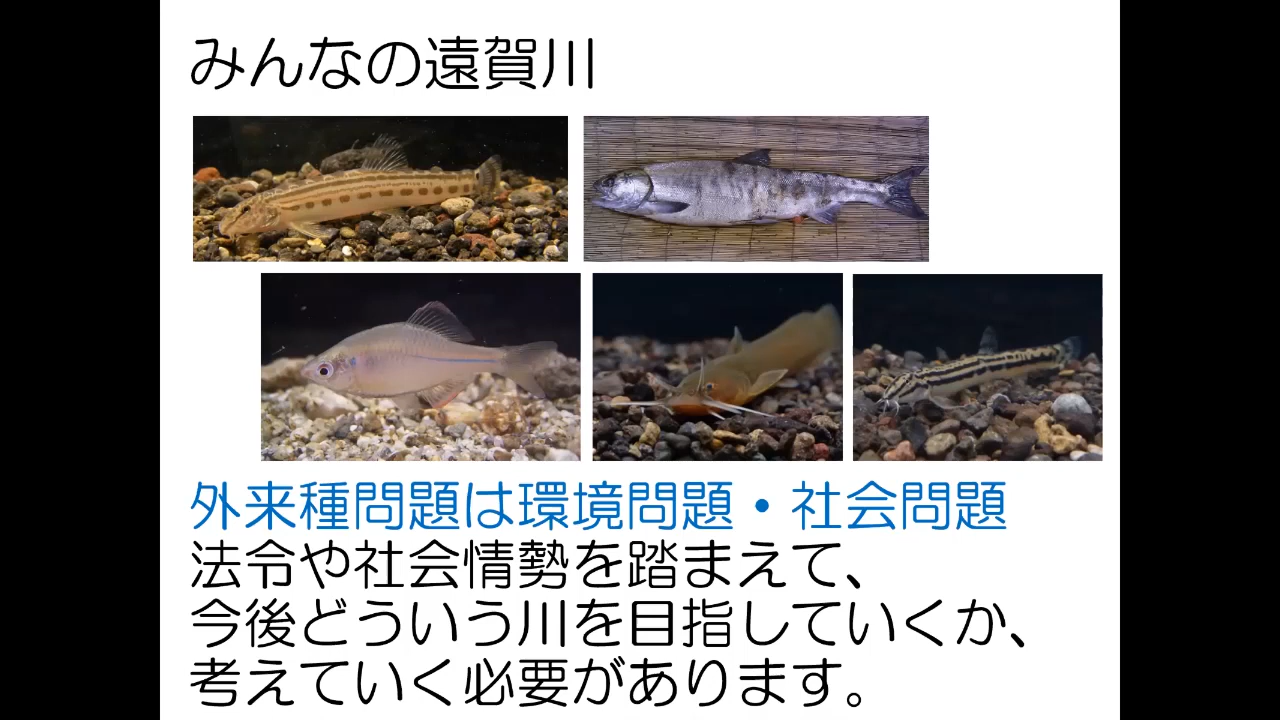 みんなの遠賀川
外来種問題は環境問題・社会問題
法令や社会情勢を踏まえて、
今後どういう川を目指していくか、
考えていく必要があります。